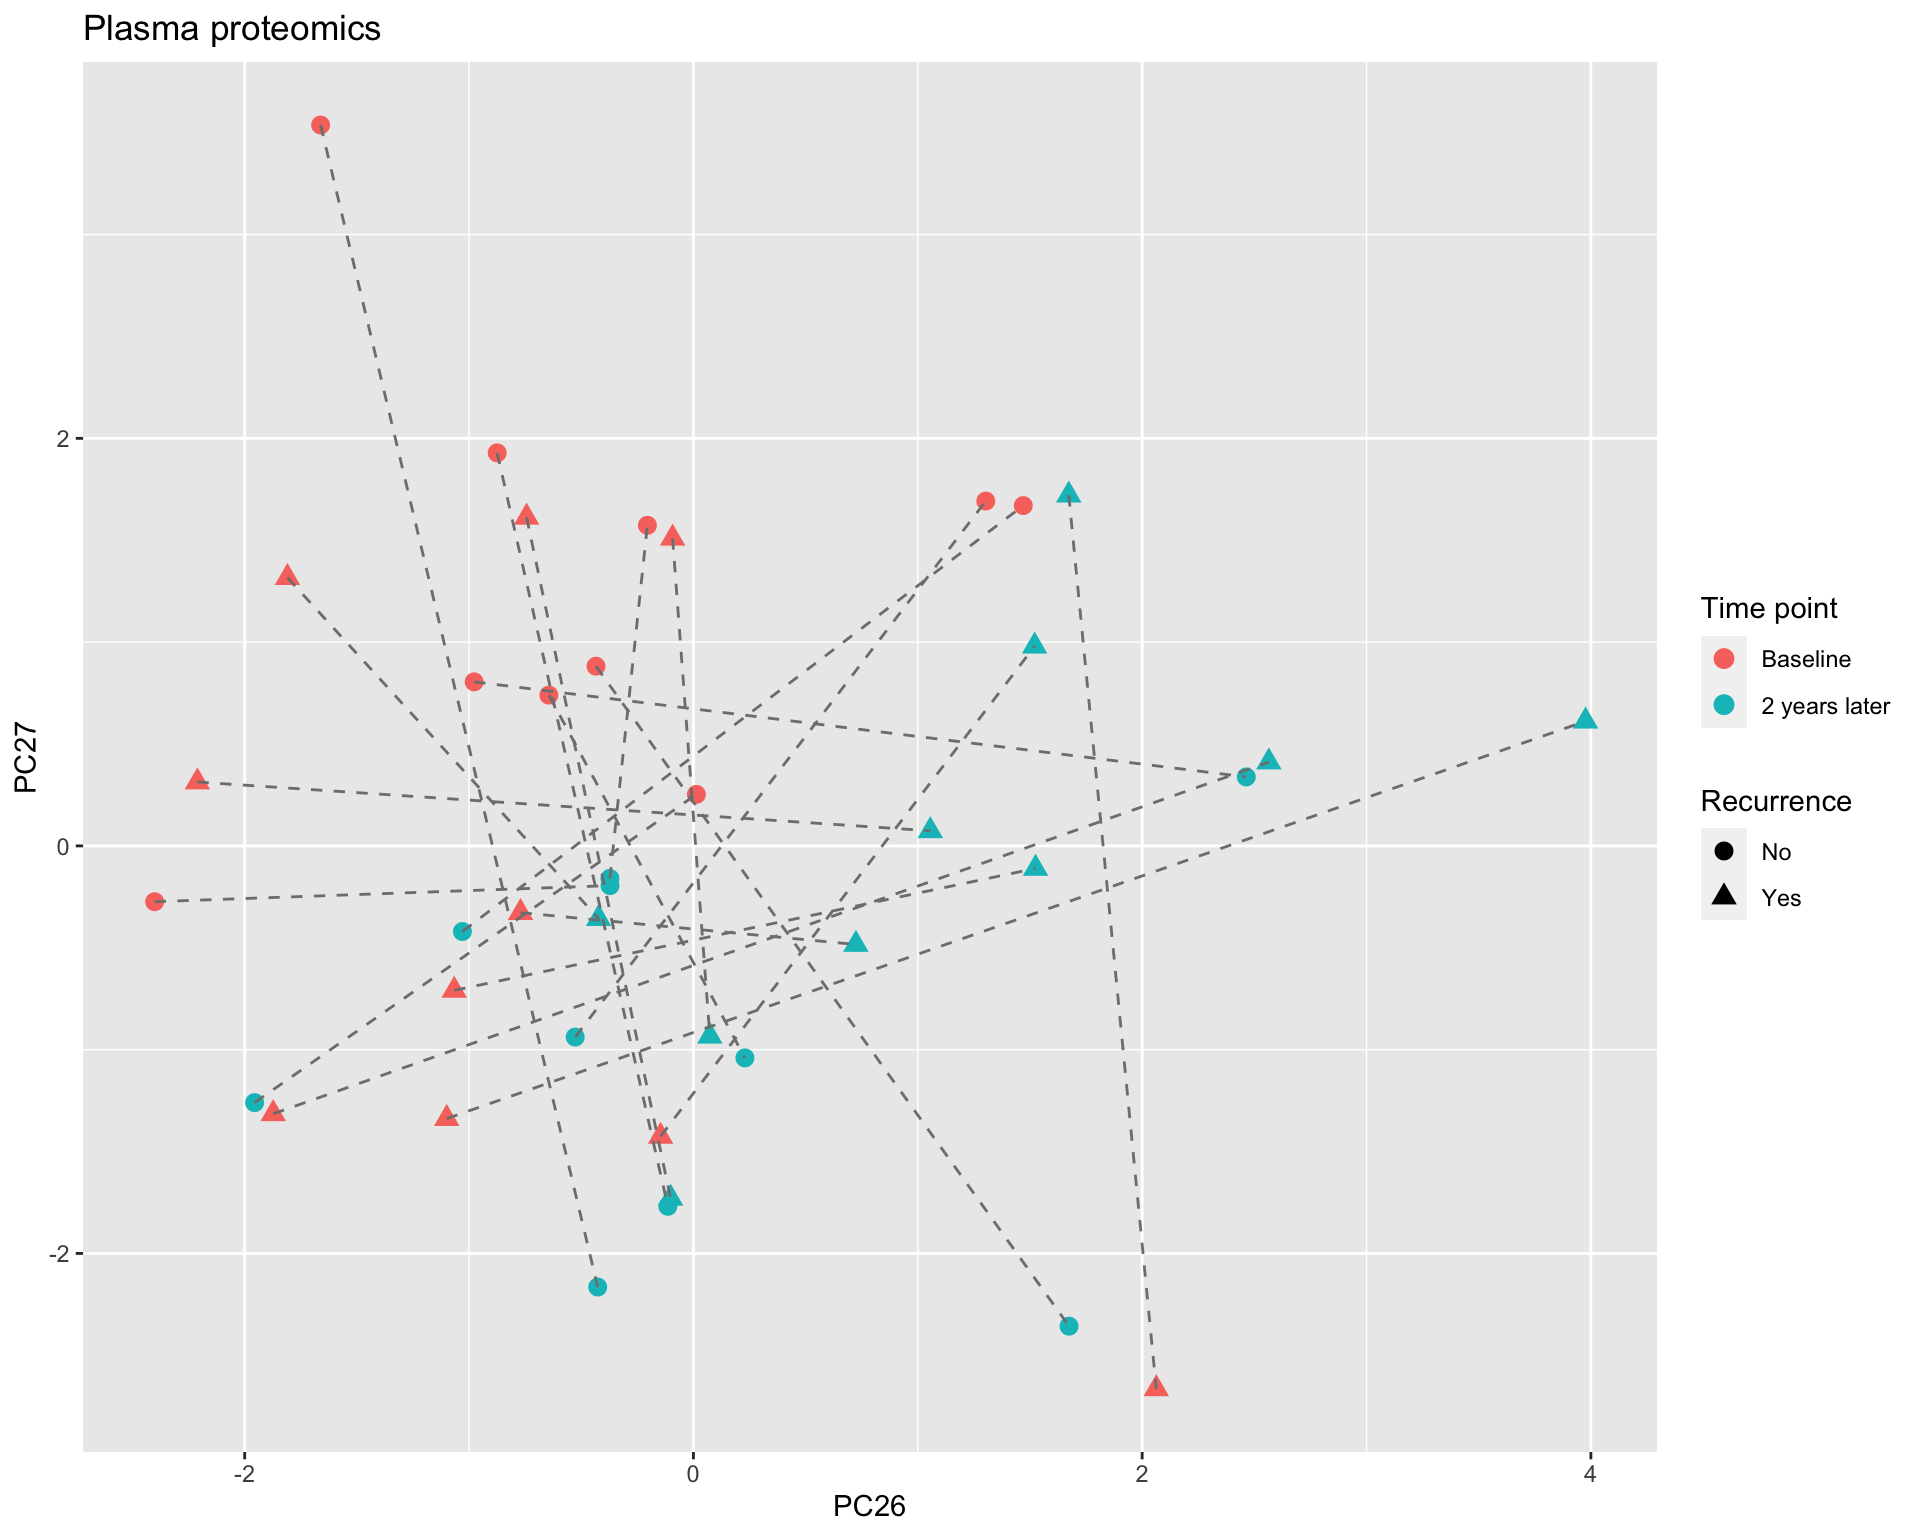 Plasma proteomics
2
0
-2
PC27
-2
0
2
4
PC26
Time point
Baseline
2 years later
Recurrence
No
Yes